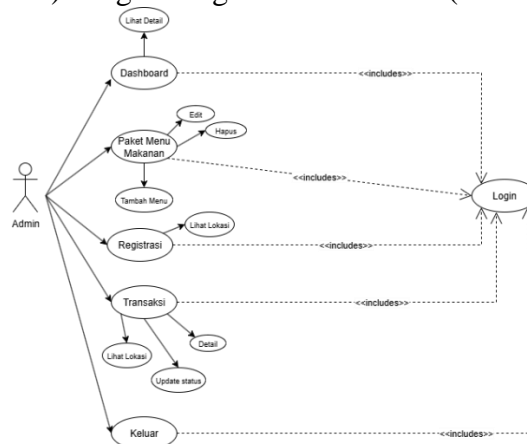 Lihat Detail
Dashboard
<<includes>>
Edit
Hapus
Paket Menu
Makanan
<<includes>>
Tambah Menu
Login
Admin
Lihat Lokasi
Registrasi
<<includes>>
Transaksi
<<includes>>
Detail
Lihat Lokasi
Update status
Keluar
<<includes>>